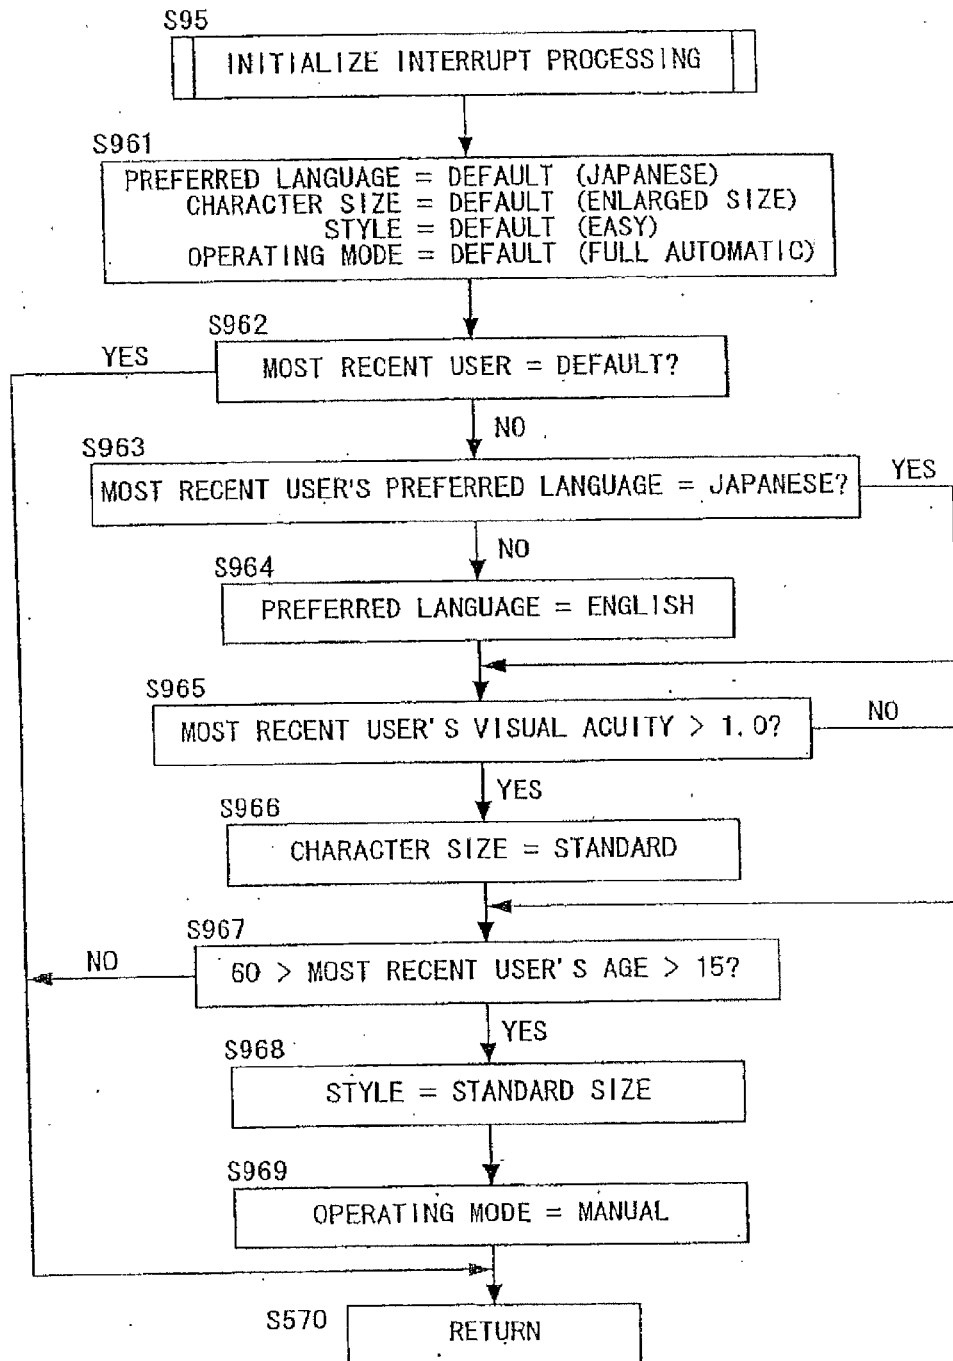 S95
INITIALIZE INTERRUPT PROCESSING
S961
PREFERRED LANGUAGE = DEFAULT (JAPANESE)
CHARACTER SIZE = DEFAULT (ENLARGED SIZE)
STYLE = DEFAULT (EASY)
OPERATING MODE = DEFAULT (FULL AUTOMATIC)
S962
YES
MOST RECENT USER = DEFAULT?
NO
S963
MOST RECENT USER'S PREFERRED LANGUAGE = JAPANESE?
YES
NO
S964
PREFERRED LANGUAGE = ENGLISH
S965
MOST RECENT USER'S VISUAL ACUITY > 1.0?
NO
YES
S966
CHARACTER SIZE = STANDARD
S967
NO
60 > MOST RECENT USER'S AGE > 15?
YES
S968
STYLE = STANDARD SIZE
S969
OPERATING MODE = MANUAL
S570
RETURN